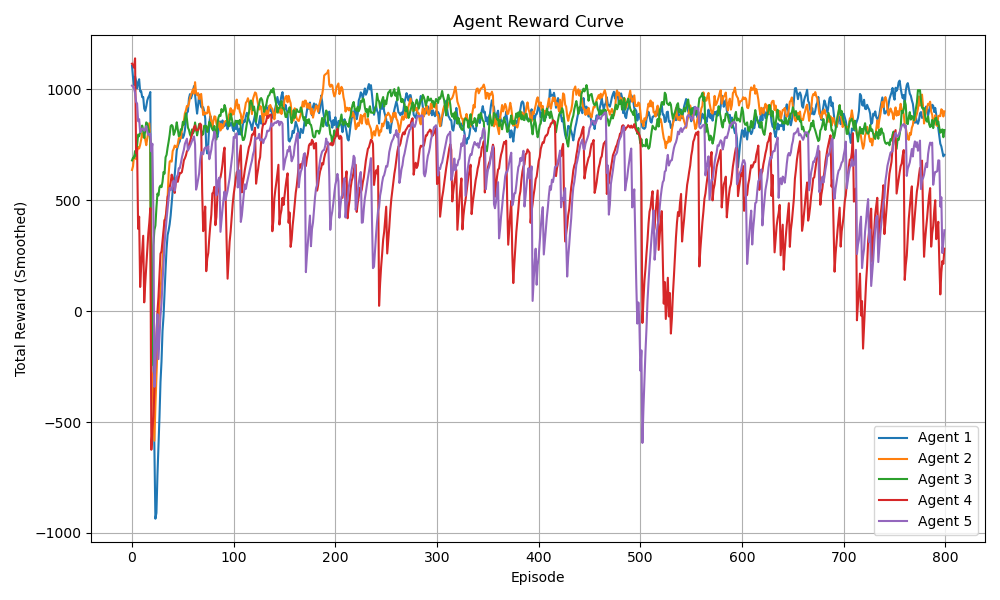 Agent Reward Curve
Total Reward (Smoothed)
1000
500
0
−500
−1000
0 100 200 300 400 500 600 700 800
Episode
Agent 1
Agent 2
Agent 3
Agent 4
Agent 5